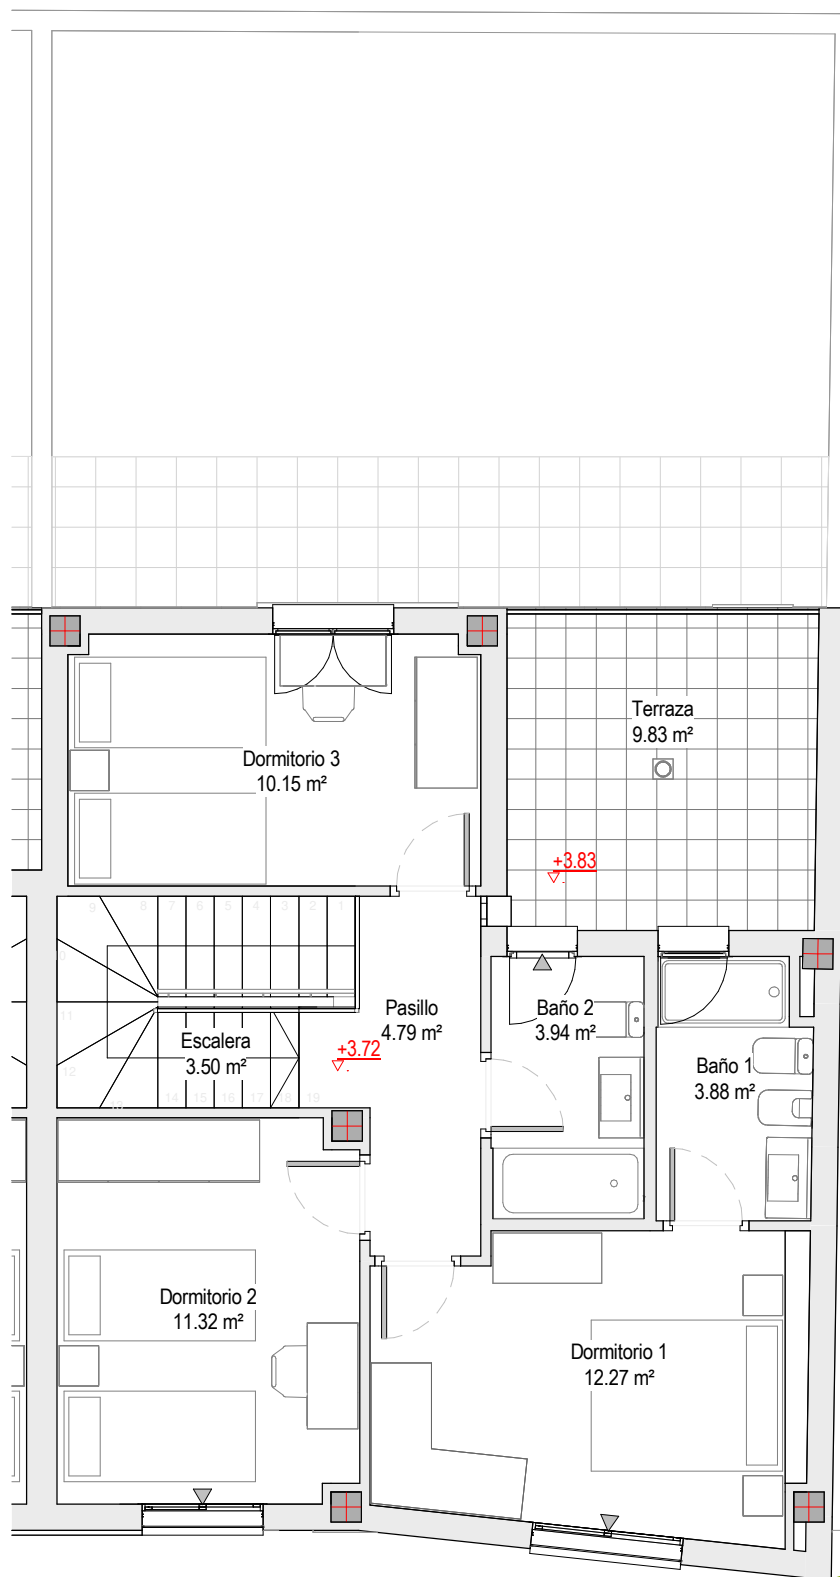 Terraza
9.83 m²
Dormitorio 3
10.15 m²
+3.83
9 8 7 6 5 4 3 2 1
Pasillo
4.79 m²
Baño 2
3.94 m²
11
Escalera
3.50 m²
+3.72
Baño 1
3.88 m²
12
13 14 15 16 17 18 19
Dormitorio 2
11.32 m²
Dormitorio 1
12.27 m²